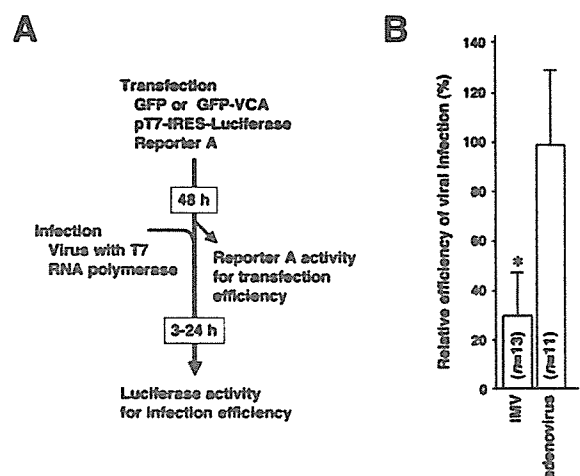 A
Transfection
GFP or GFP-VCA
pT7-IRES-Luciferase
Reporter A
48 h
Infection
Virus with T7
RNA polymerase
Reporter A activity
for transfection
efficiency
3-24 h
Luciferase activity
for infection efficiency
B
Relative efficiency of viral infection (%)
140
120
100
80
60
40
20
0
*
(n=13)
(n=11)
IMV
adenovirus